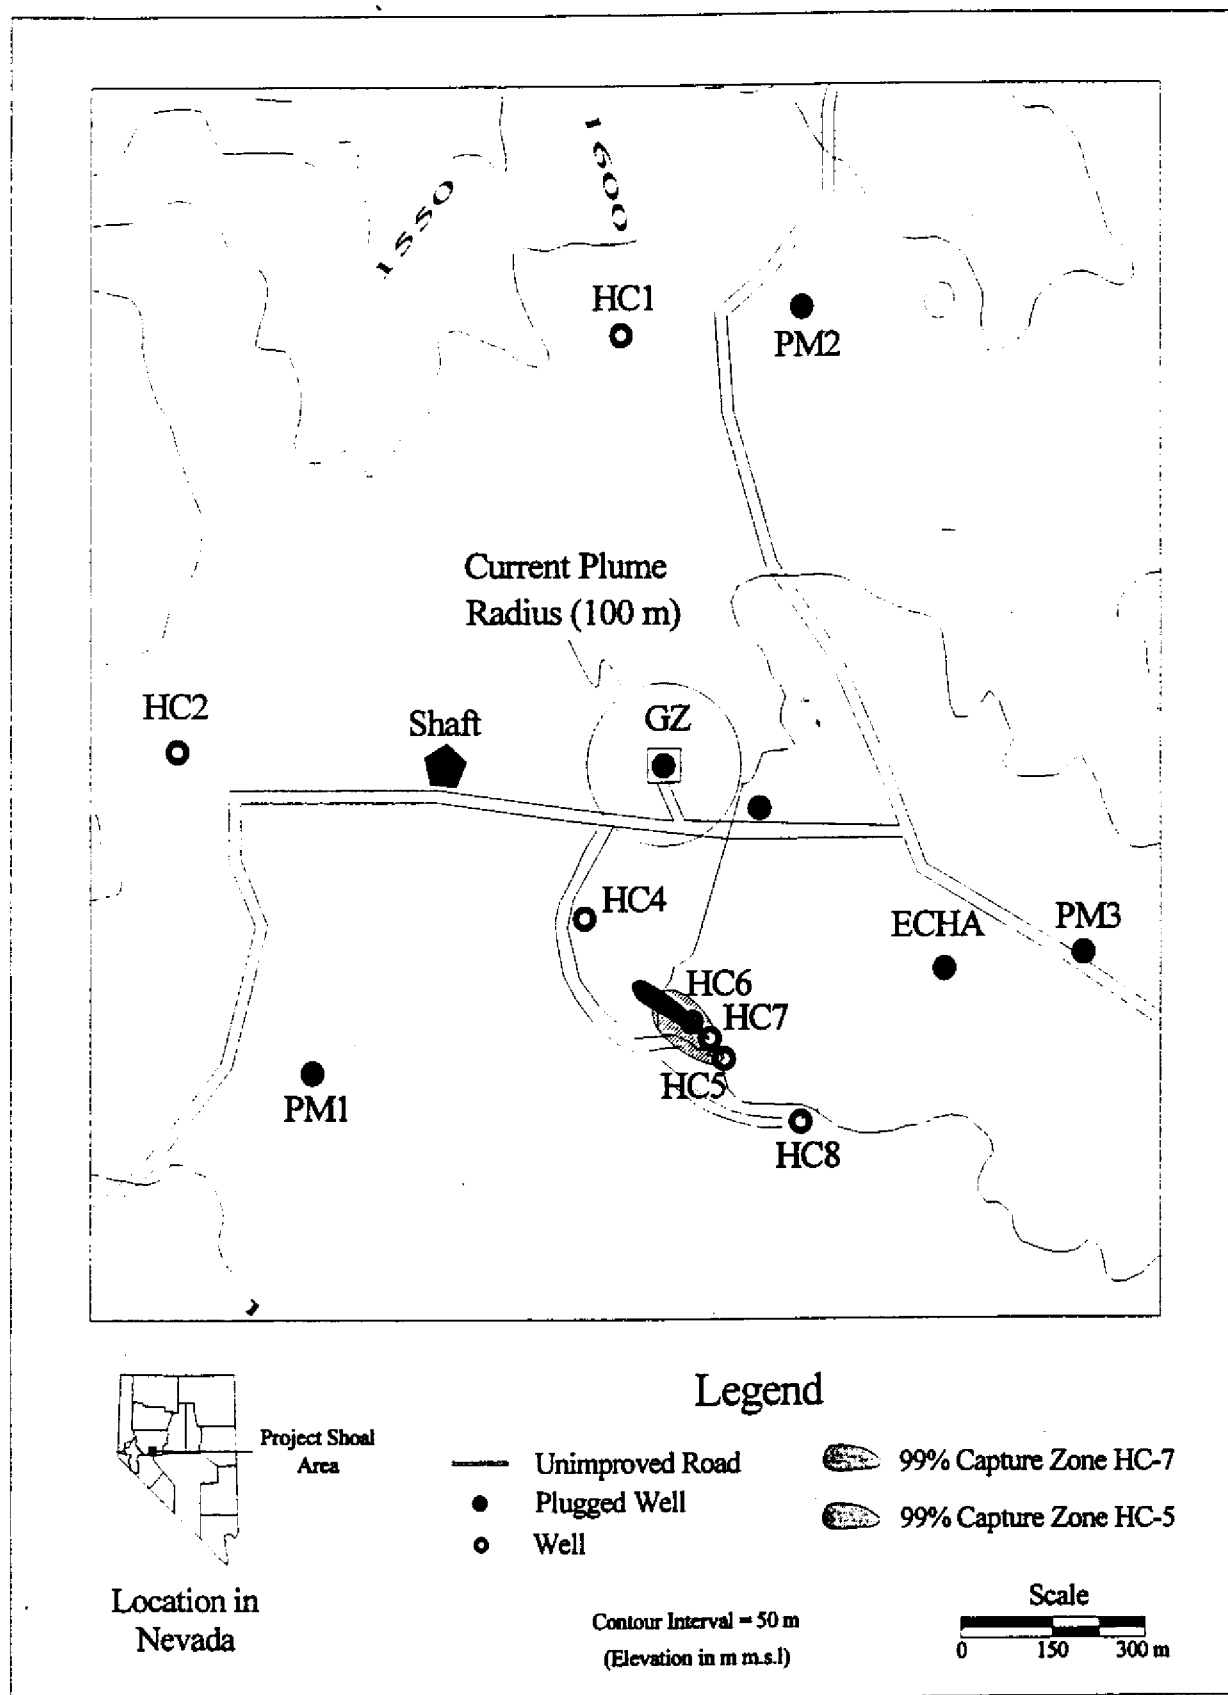 1550
1600
HC1
PM2
Current Plume
Radius (100 m)
HC2
Shaft
GZ
HC4
ECHA
PM3
HC6
HC7
HC5
PM1
HC8
Legend
Project Shoal
Area
Unimproved Road
Plugged Well
Well
99% Capture Zone HC-7
99% Capture Zone HC-5
Location in
Nevada
Contour Interval = 50 m
(Elevation in m m.s.l)
Scale
0 150 300 m